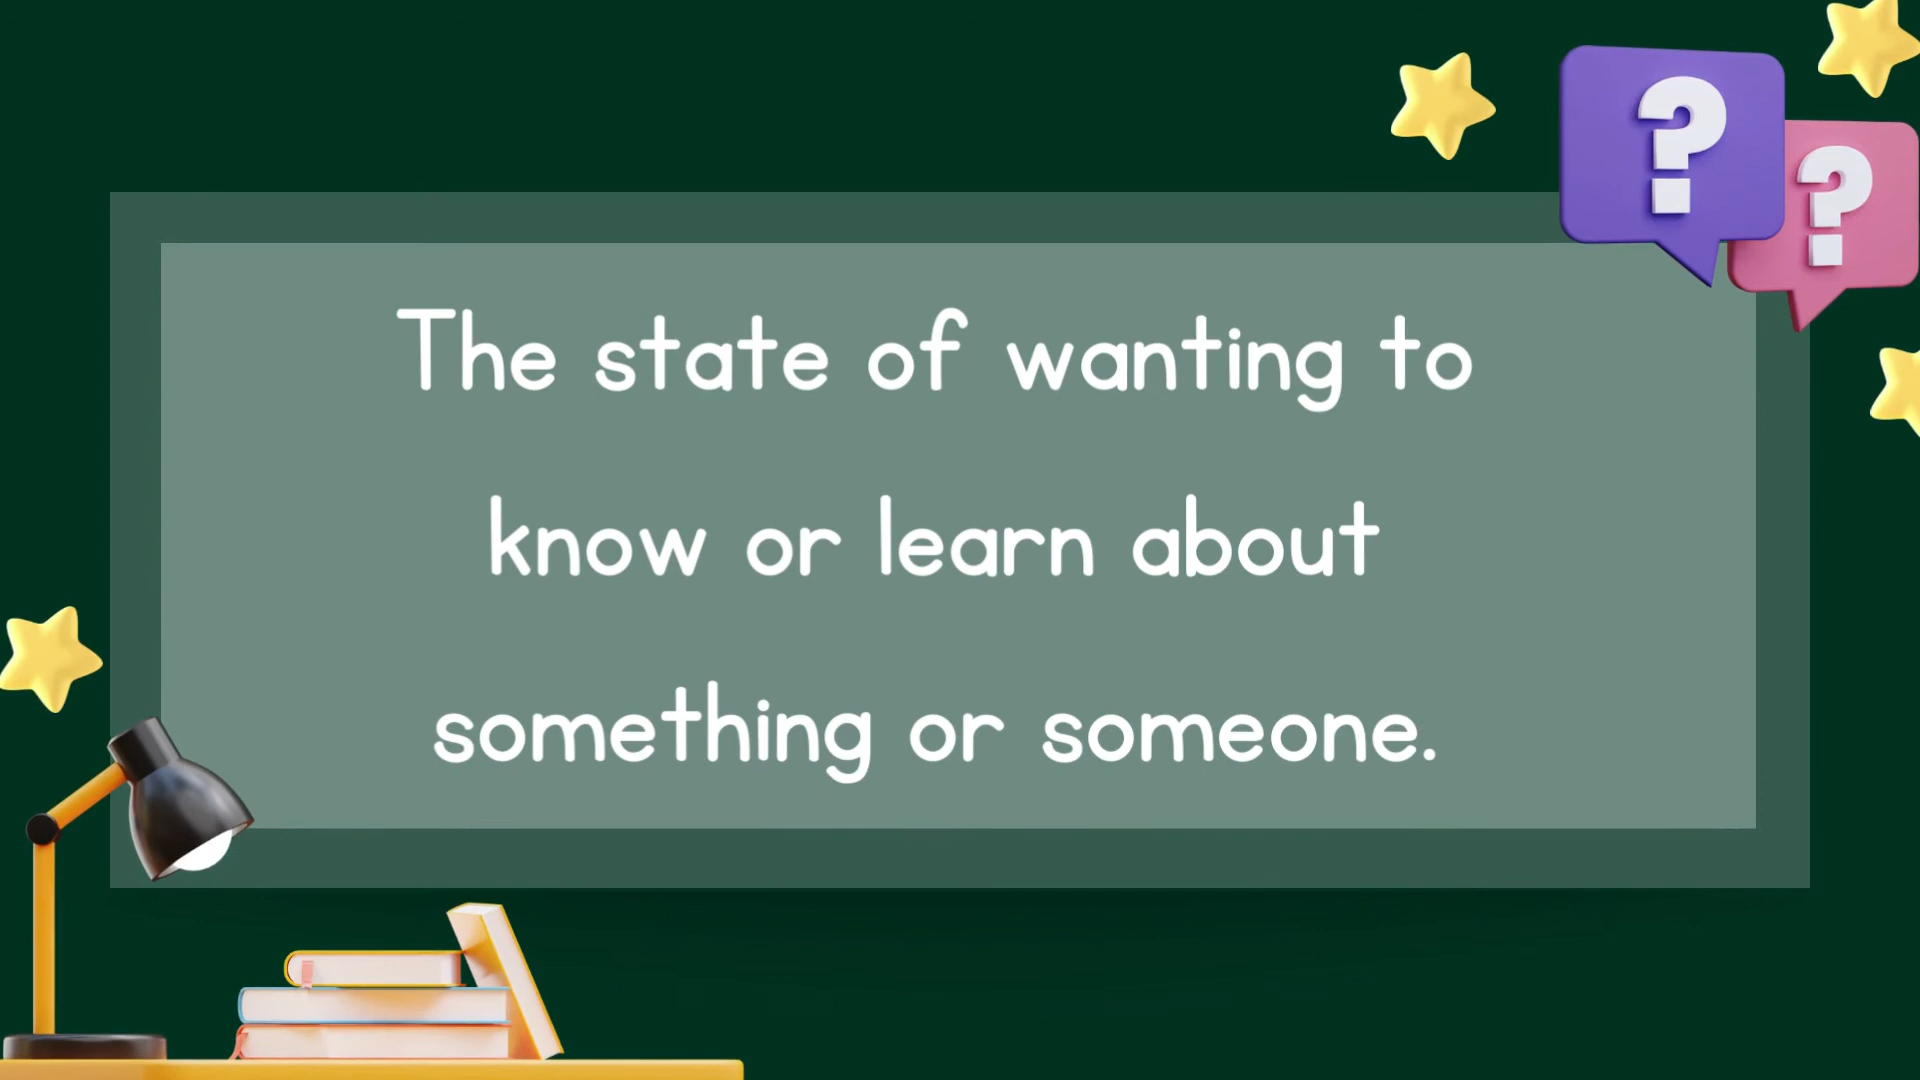 ? ?
The state of wanting to
know or learn about
something or someone.